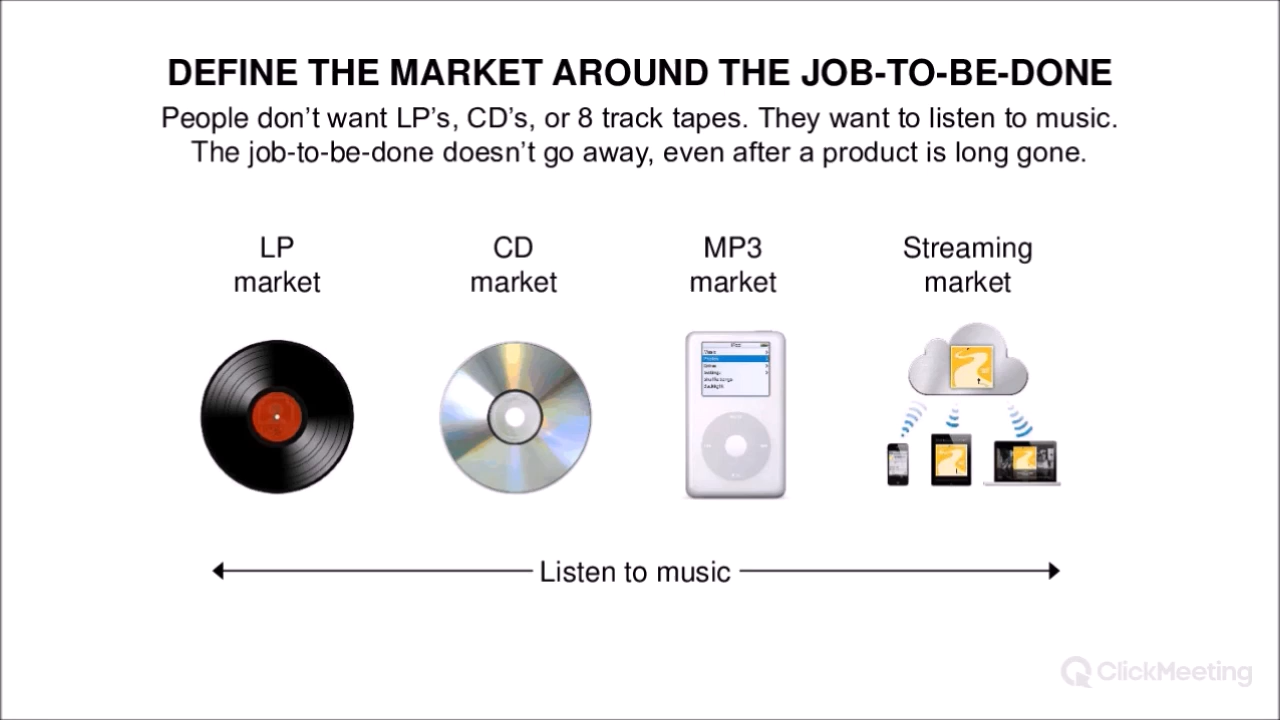 DEFINE THE MARKET AROUND THE JOB-TO-BE-DONE
People don't want LP's, CD's, or 8 track tapes. They want to listen to music.
The job-to-be-done doesn't go away, even after a product is long gone.
LP
market
CD
market
MP3
market
Streaming
market
Listen to music
ClickMeeting